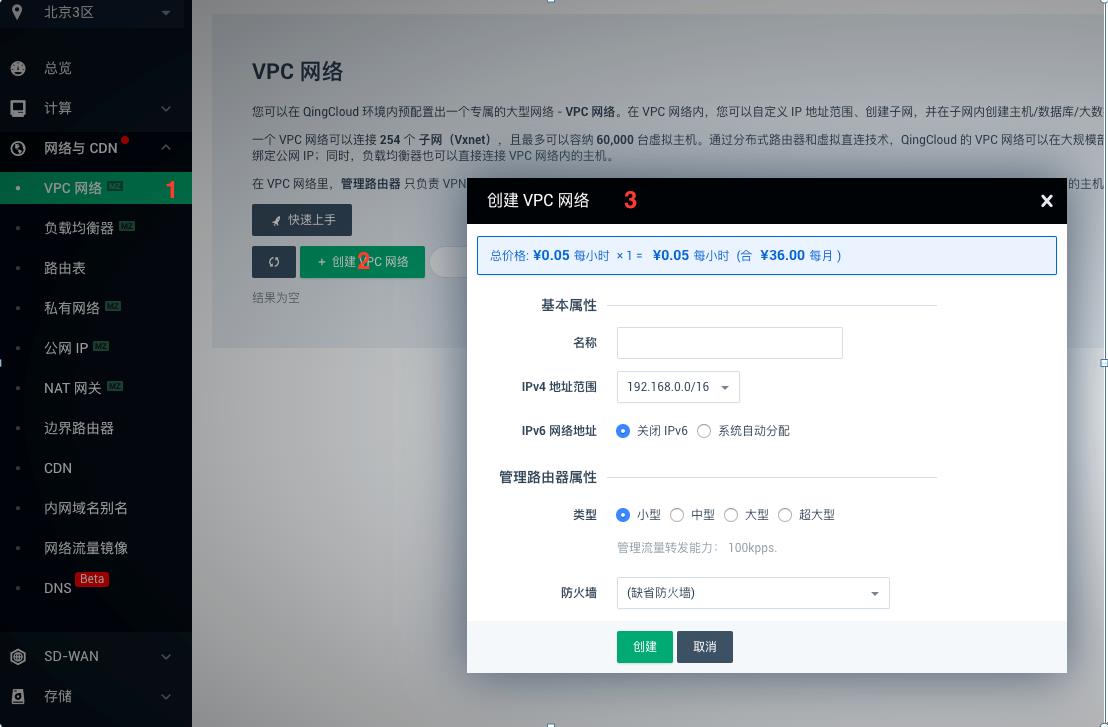 北京3区
总览
计算
网络与 CDN
VPC 网络 MZ 1
负载均衡器 MZ
路由表
私有网络 MZ
公网 IP MZ
NAT 网关 MZ
边界路由器
CDN
内网域名别名
网络流量镜像
DNS Beta
SD-WAN
存储
VPC 网络
您可以在 QingCloud 环境内预配置出一个专属的大型网络 - VPC 网络。在 VPC 网络内，您可以自定义 IP 地址范围、创建子网，并在子网内创建主机/数据库/大数
一个 VPC 网络可以连接 254 个 子网（Vxnet），且最多可以容纳 60,000 台虚拟主机。通过分布式路由器和虚拟直连技术，QingCloud 的 VPC 网络可以在大规模部
绑定公网 IP；同时，负载均衡器也可以直接连接 VPC 网络内的主机。
在 VPC 网络里，管理路由器 只负责 VPN
的主机
快速上手
+ 创建 VPC 网络 2
结果为空
创建 VPC 网络 3
总价格: ¥0.05 每小时 × 1 = ¥0.05 每小时 (合 ¥36.00 每月 )
基本属性
名称
IPv4 地址范围 192.168.0.0/16
IPv6 网络地址 关闭 IPv6 系统自动分配
管理路由器属性
类型 小型 中型 大型 超大型
管理流量转发能力： 100kpps.
防火墙 (缺省防火墙)
创建 取消